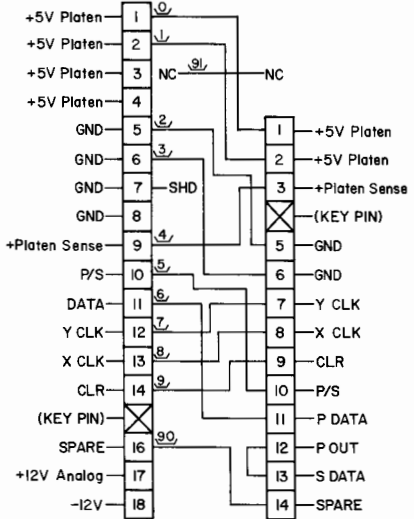 +5V Platen 1 0
+5V Platen 2 1
+5V Platen 3 NC 91 NC
+5V Platen 4
GND 5 2
GND 6 3
GND 7 SHD
GND 8
+Platen Sense 9 4
P/S 10 5
DATA 11 6
Y CLK 12 7
X CLK 13 8
CLR 14 9
(KEY PIN)
SPARE 16 90
+12V Analog 17
-12V 18
1 +5V Platen
2 +5V Platen
3 +Platen Sense
(KEY PIN)
5 GND
6 GND
7 Y CLK
8 X CLK
9 CLR
10 P/S
11 P DATA
12 P OUT
13 S DATA
14 SPARE